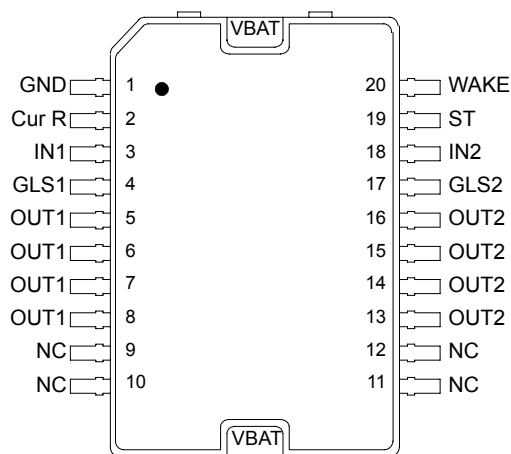 VBAT
GND 1 20 WAKE
Cur R 2 19 ST
IN1 3 18 IN2
GLS1 4 17 GLS2
OUT1 5 16 OUT2
OUT1 6 15 OUT2
OUT1 7 14 OUT2
OUT1 8 13 OUT2
NC 9 12 NC
NC 10 11 NC
VBAT